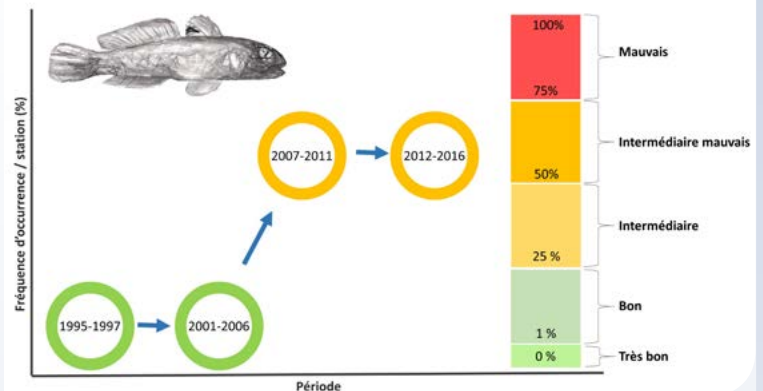 Fréquence d'occurrence / station (%)
100%
Mauvais
75%
2007-2011
2012-2016
Intermédiaire mauvais
50%
Intermédiaire
25 %
1995-1997
2001-2006
Bon
1 %
0 %
Très bon
Période